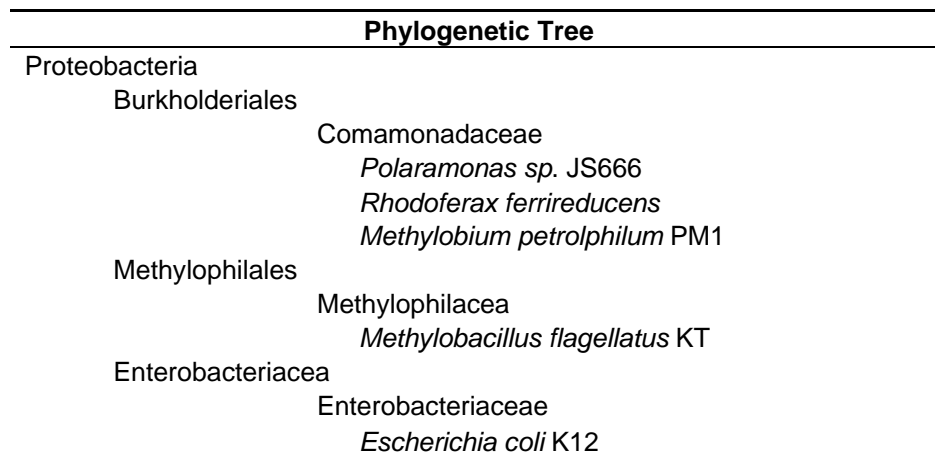 Phylogenetic Tree
Proteobacteria
Burkholderiales
Comamonadaceae
Polaramonas sp. JS666
Rhodoferax ferrireducens
Methylobium petrolphilum PM1
Methylophilales
Methylophilacea
Methylobacillus flagellatus KT
Enterobacteriacea
Enterobacteriaceae
Escherichia coli K12